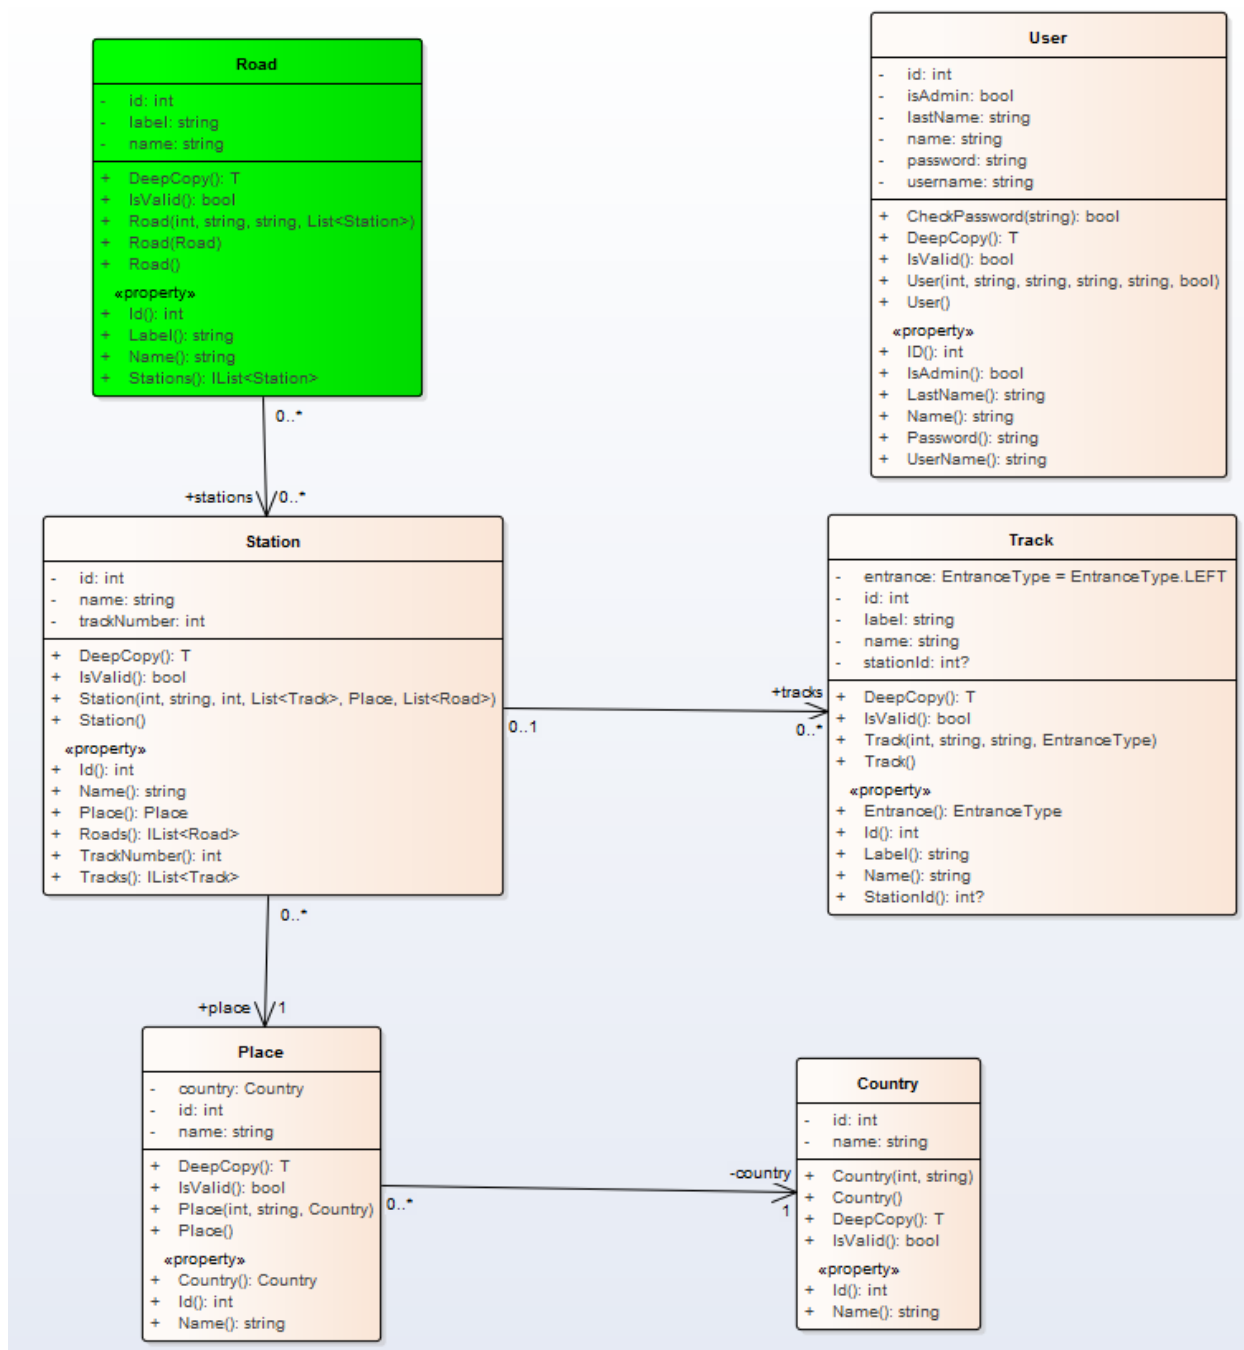 Road
- id: int
- label: string
- name: string
+ DeepCopy(): T
+ IsValid(): bool
+ Road(int, string, string, List<Station>)
+ Road(Road)
+ Road()
«property»
+ Id(): int
+ Label(): string
+ Name(): string
+ Stations(): IList<Station>
User
- id: int
- isAdmin: bool
- lastName: string
- name: string
- password: string
- username: string
+ CheckPassword(string): bool
+ DeepCopy(): T
+ IsValid(): bool
+ User(int, string, string, string, string, bool)
+ User()
«property»
+ ID(): int
+ IsAdmin(): bool
+ LastName(): string
+ Name(): string
+ Password(): string
+ UserName(): string
0..*
+stations
0..*
Station
- id: int
- name: string
- trackNumber: int
+ DeepCopy(): T
+ IsValid(): bool
+ Station(int, string, int, List<Track>, Place, List<Road>)
+ Station()
«property»
+ Id(): int
+ Name(): string
+ Place(): Place
+ Roads(): IList<Road>
+ TrackNumber(): int
+ Tracks(): IList<Track>
0..1
+tracks
0..*
Track
- entrance: EntranceType = EntranceType.LEFT
- id: int
- label: string
- name: string
- stationId: int?
+ DeepCopy(): T
+ IsValid(): bool
+ Track(int, string, string, EntranceType)
+ Track()
«property»
+ Entrance(): EntranceType
+ Id(): int
+ Label(): string
+ Name(): string
+ StationId(): int?
0..*
+place
1
Place
- country: Country
- id: int
- name: string
+ DeepCopy(): T
+ IsValid(): bool
+ Place(int, string, Country)
+ Place()
«property»
+ Country(): Country
+ Id(): int
+ Name(): string
0..*
-country
1
Country
- id: int
- name: string
+ Country(int, string)
+ Country()
+ DeepCopy(): T
+ IsValid(): bool
«property»
+ Id(): int
+ Name(): string